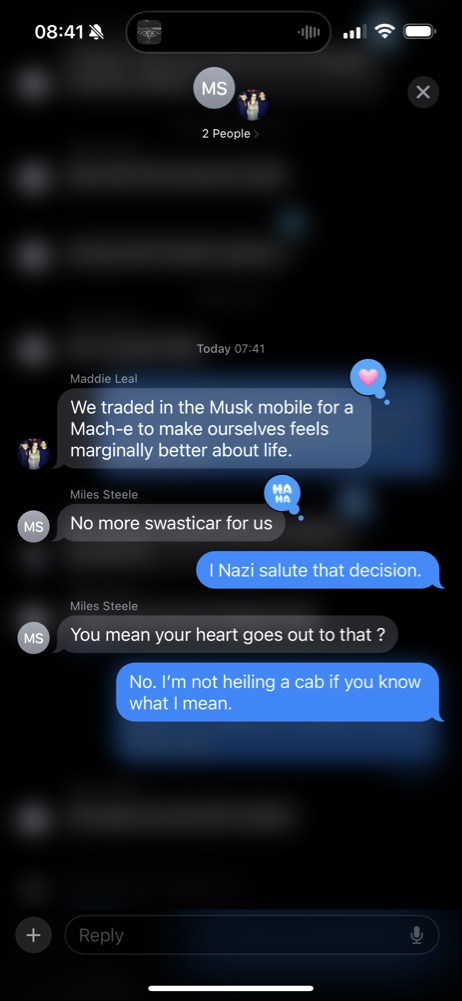 08:41
MS
2 People
Today 07:41
Maddie Leal
We traded in the Musk mobile for a
Mach-e to make ourselves feels
marginally better about life.
Miles Steele
HA
HA
MS
No more swasticar for us
I Nazi salute that decision.
Miles Steele
MS
You mean your heart goes out to that ?
No. I'm not heiling a cab if you know
what I mean.
Reply